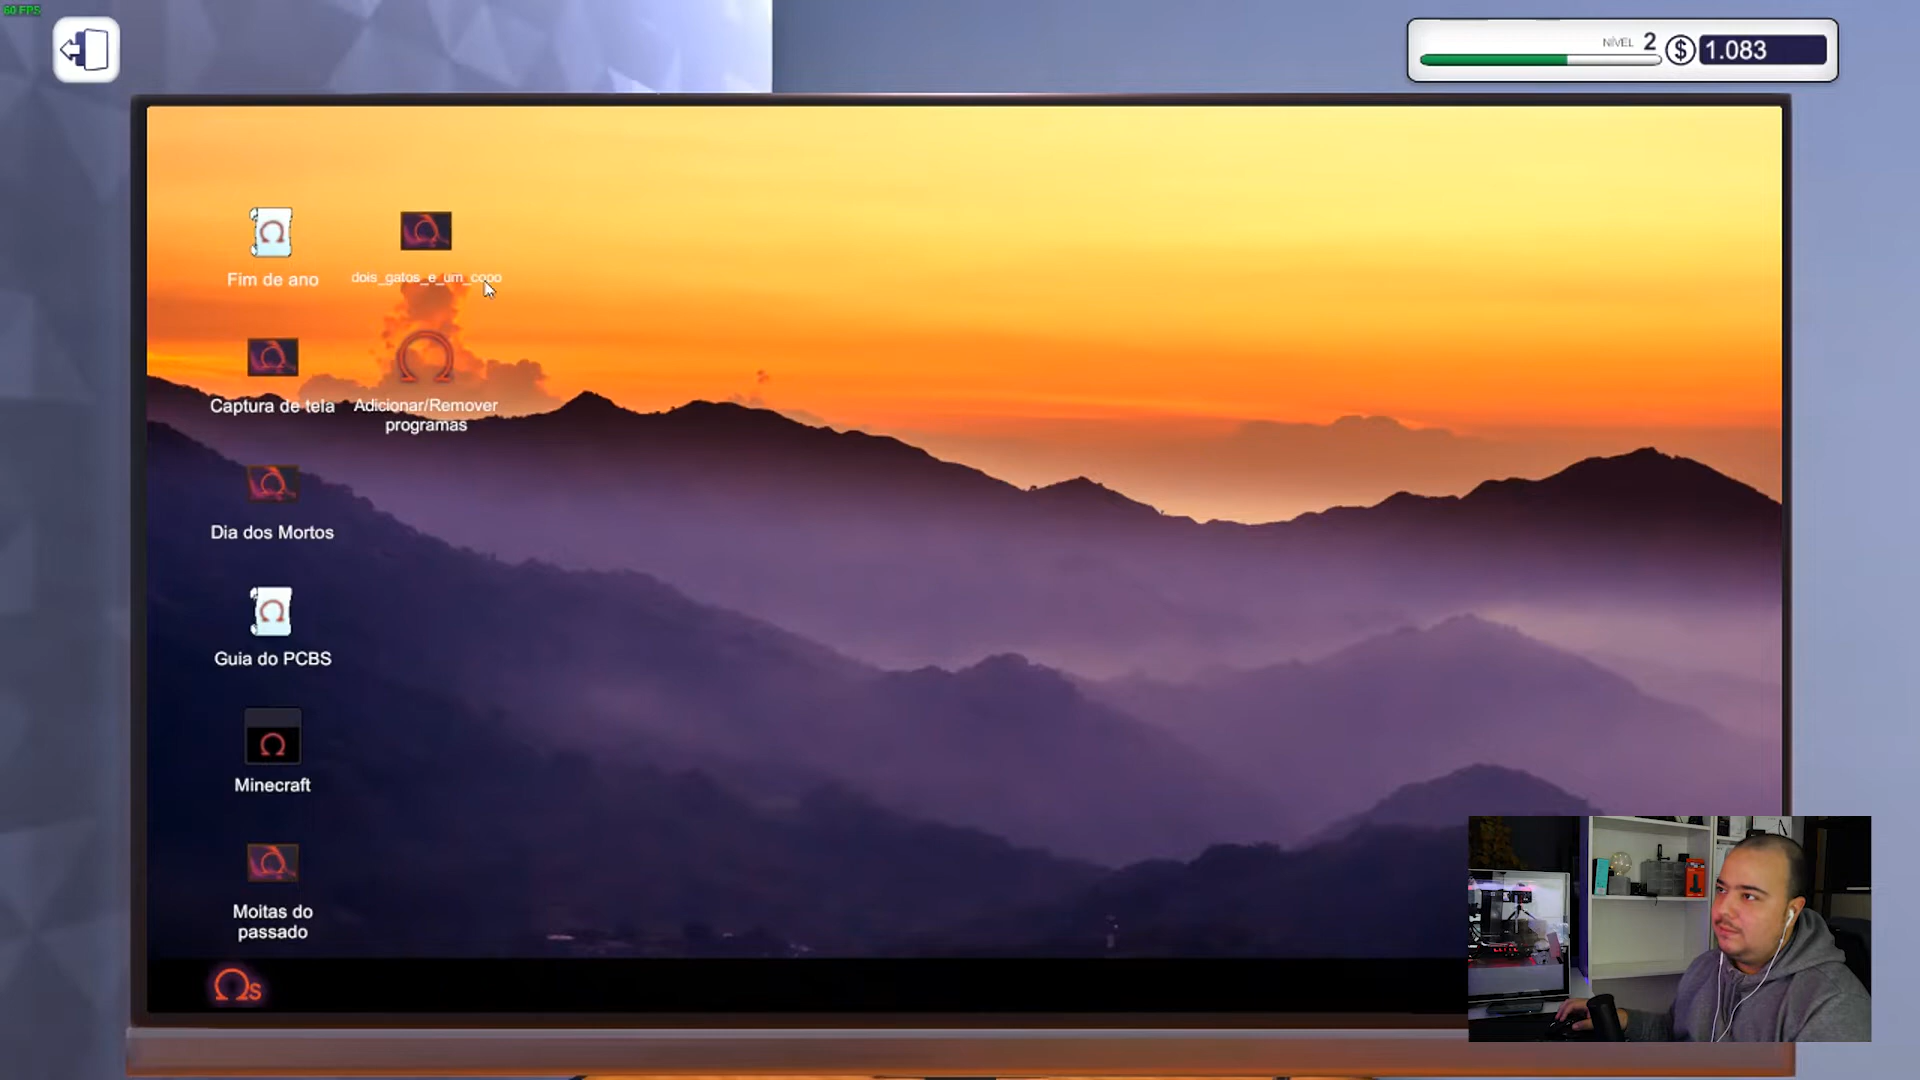 60 FPS
NÍVEL 2
$ 1.083
Fim de ano
dois_gatos_e_um_copo
Captura de tela
Adicionar/Remover
programas
Dia dos Mortos
Guia do PCBS
Minecraft
Moitas do
passado
Ωs